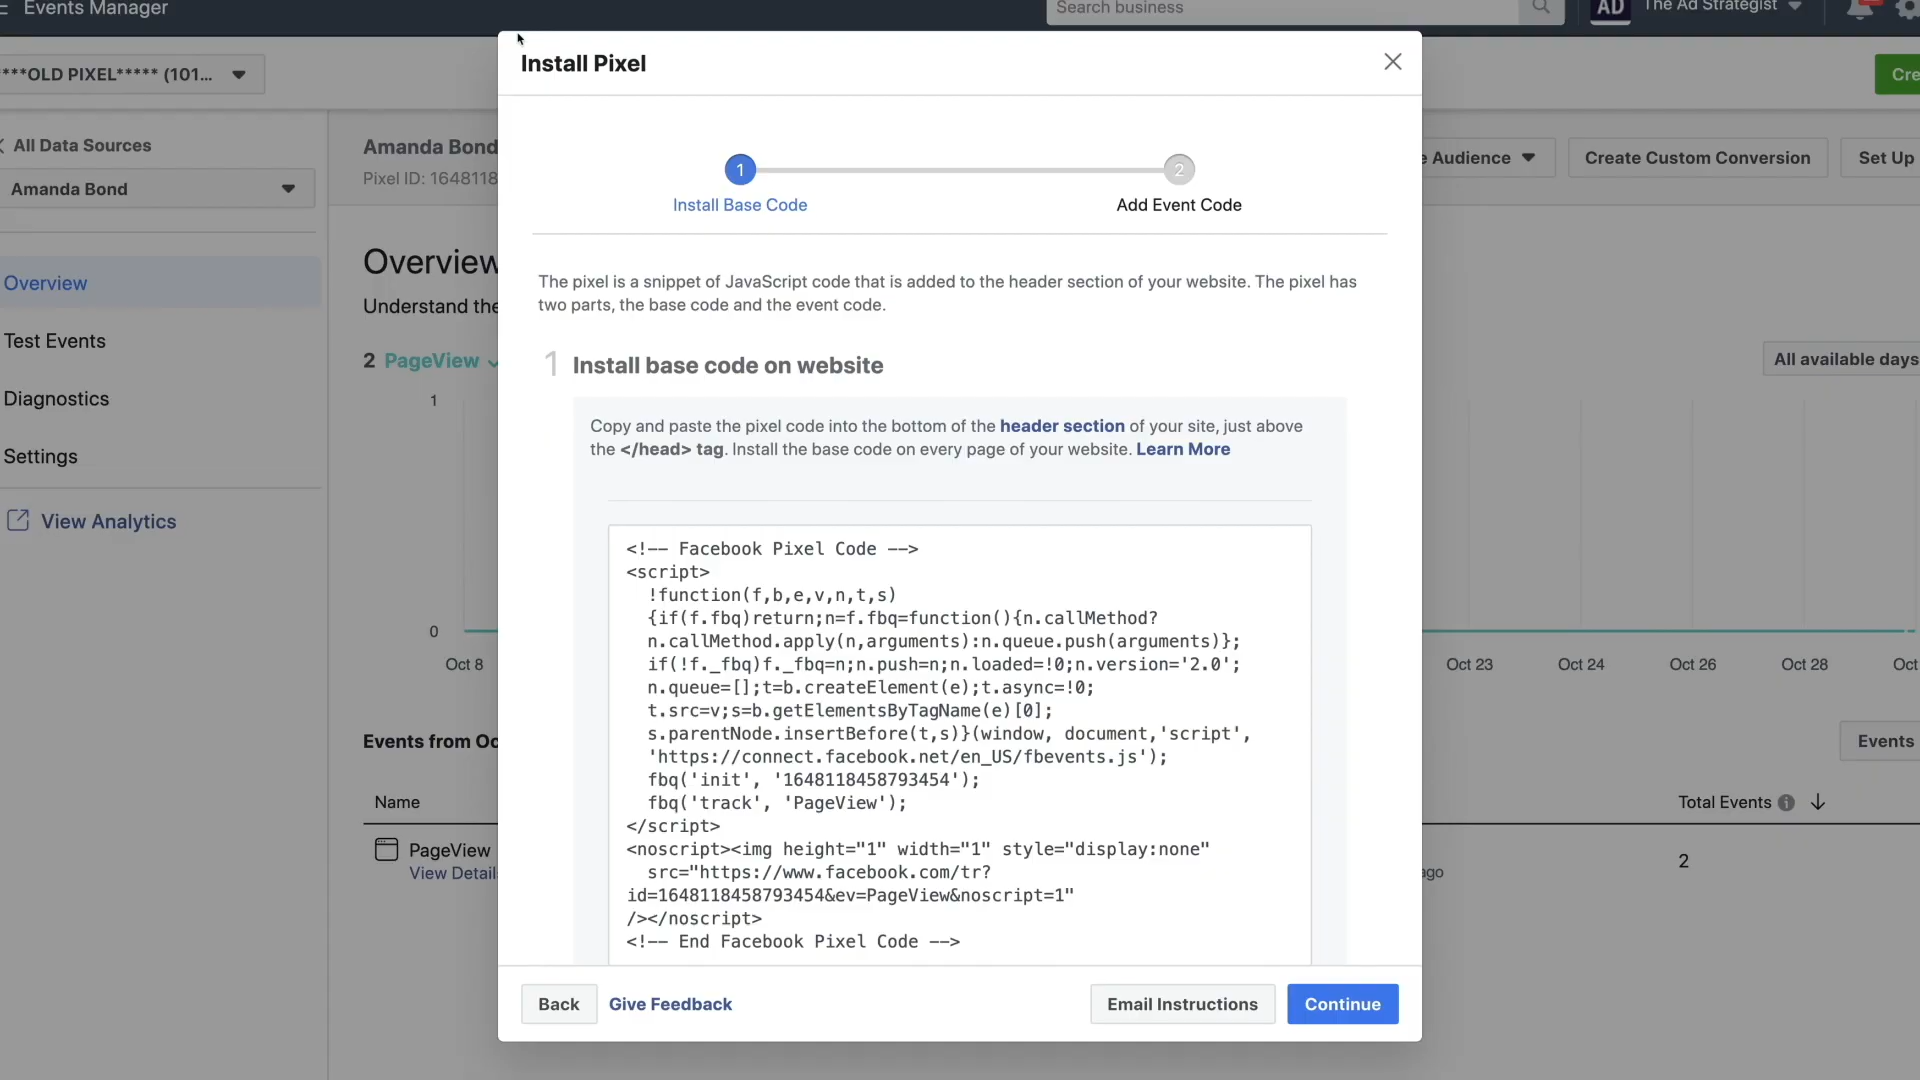 Events Manager
Search business
AD
The Ad Strategist
****OLD PIXEL***** (101...
Install Pixel
Cre
All Data Sources
Amanda Bond
Amanda Bond
Pixel ID: 1648118
1
2
Install Base Code
Add Event Code
e Audience
Create Custom Conversion
Set Up
Overview
Test Events
Diagnostics
Settings
View Analytics
Overview
Understand the
2 PageView
All available days
1
0
Oct 8
Oct 23
Oct 24
Oct 26
Oct 28
Oct
The pixel is a snippet of JavaScript code that is added to the header section of your website. The pixel has
two parts, the base code and the event code.
1 Install base code on website
Copy and paste the pixel code into the bottom of the header section of your site, just above
the </head> tag. Install the base code on every page of your website. Learn More
<!-- Facebook Pixel Code -->
<script>
!function(f,b,e,v,n,t,s)
{if(f.fbq)return;n=f.fbq=function(){n.callMethod?
n.callMethod.apply(n,arguments):n.queue.push(arguments)};
if(!f._fbq)f._fbq=n;n.push=n;n.loaded=!0;n.version='2.0';
n.queue=[];t=b.createElement(e);t.async=!0;
t.src=v;s=b.getElementsByTagName(e)[0];
s.parentNode.insertBefore(t,s)}(window, document,'script',
'https://connect.facebook.net/en_US/fbevents.js');
fbq('init', '1648118458793454');
fbq('track', 'PageView');
</script>
<noscript><img height="1" width="1" style="display:none"
src="https://www.facebook.com/tr?
id=1648118458793454&ev=PageView&noscript=1"
/></noscript>
<!-- End Facebook Pixel Code -->
Events from Oc
Events
Name
Total Events
PageView
View Detail
ago
2
Back
Give Feedback
Email Instructions
Continue